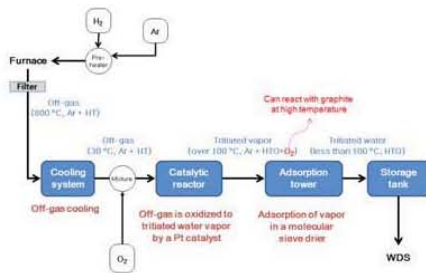 H2
Ar
Pre-heater
Furnace
Filter
Off-gas
(800 °C, Ar + HT)
Off-gas
(30 °C, Ar + HT)
Tritiated vapor
(over 100 °C, Ar + HTO+O2)
Can react with graphite
at high temperature
Tritiated water
(less than 100 °C, HTO)
Cooling
system
Mixture
Catalytic
reactor
Adsorption
tower
Storage
tank
Off-gas cooling
Off-gas is oxidized to
tritiated water vapor
by a Pt catalyst
Adsorption of vapor
in a molecular
sieve drier
O2
WDS